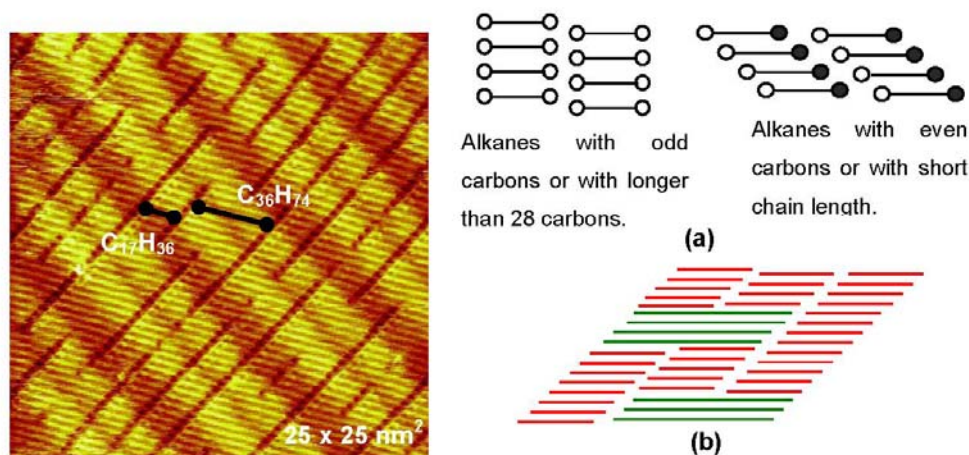 C36H74
C17H36
25 x 25 nm2
Alkanes with odd
carbons or with longer
than 28 carbons.
Alkanes with even
carbons or with short
chain length.
(a)
(b)